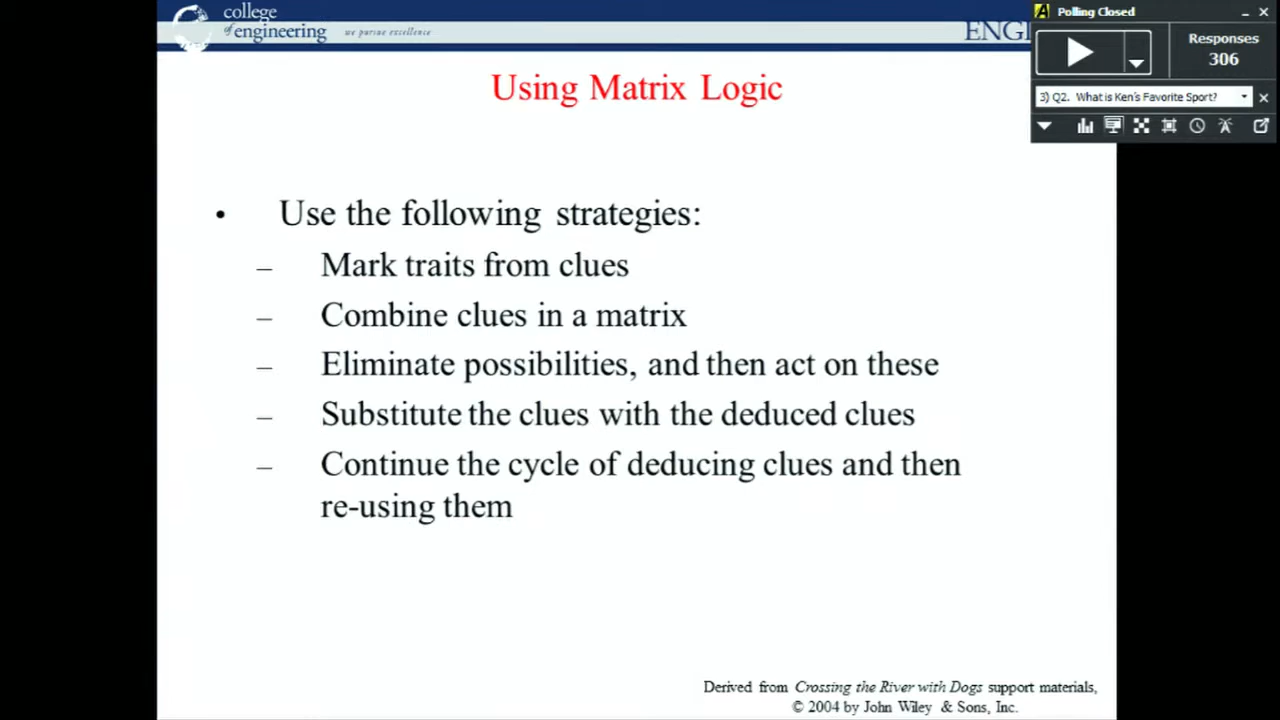 college
of engineering we pursue excellence
ENGI
Polling Closed
Responses
306
3) Q2. What is Ken's Favorite Sport?
Using Matrix Logic
• Use the following strategies:
– Mark traits from clues
– Combine clues in a matrix
– Eliminate possibilities, and then act on these
– Substitute the clues with the deduced clues
– Continue the cycle of deducing clues and then
re-using them
Derived from Crossing the River with Dogs support materials,
© 2004 by John Wiley & Sons, Inc.